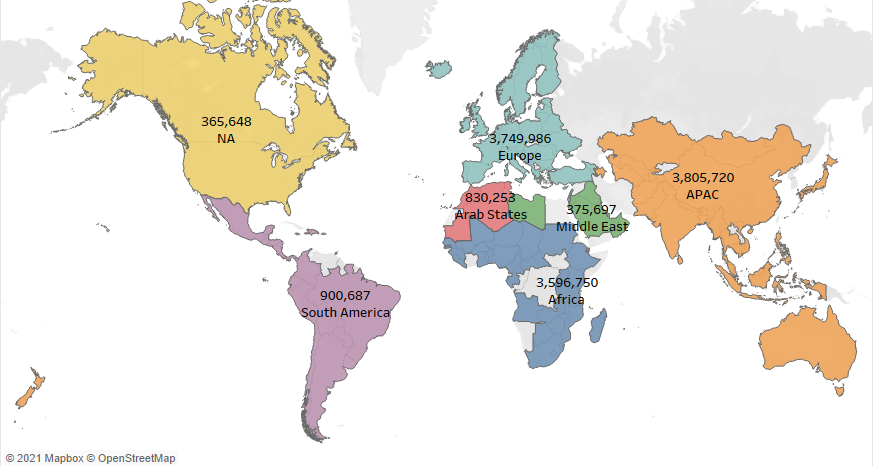 365,648
NA
3,749,986
Europe
3,805,720
APAC
830,253
Arab States
375,697
Middle East
900,687
South America
3,596,750
Africa
© 2021 Mapbox © OpenStreetMap